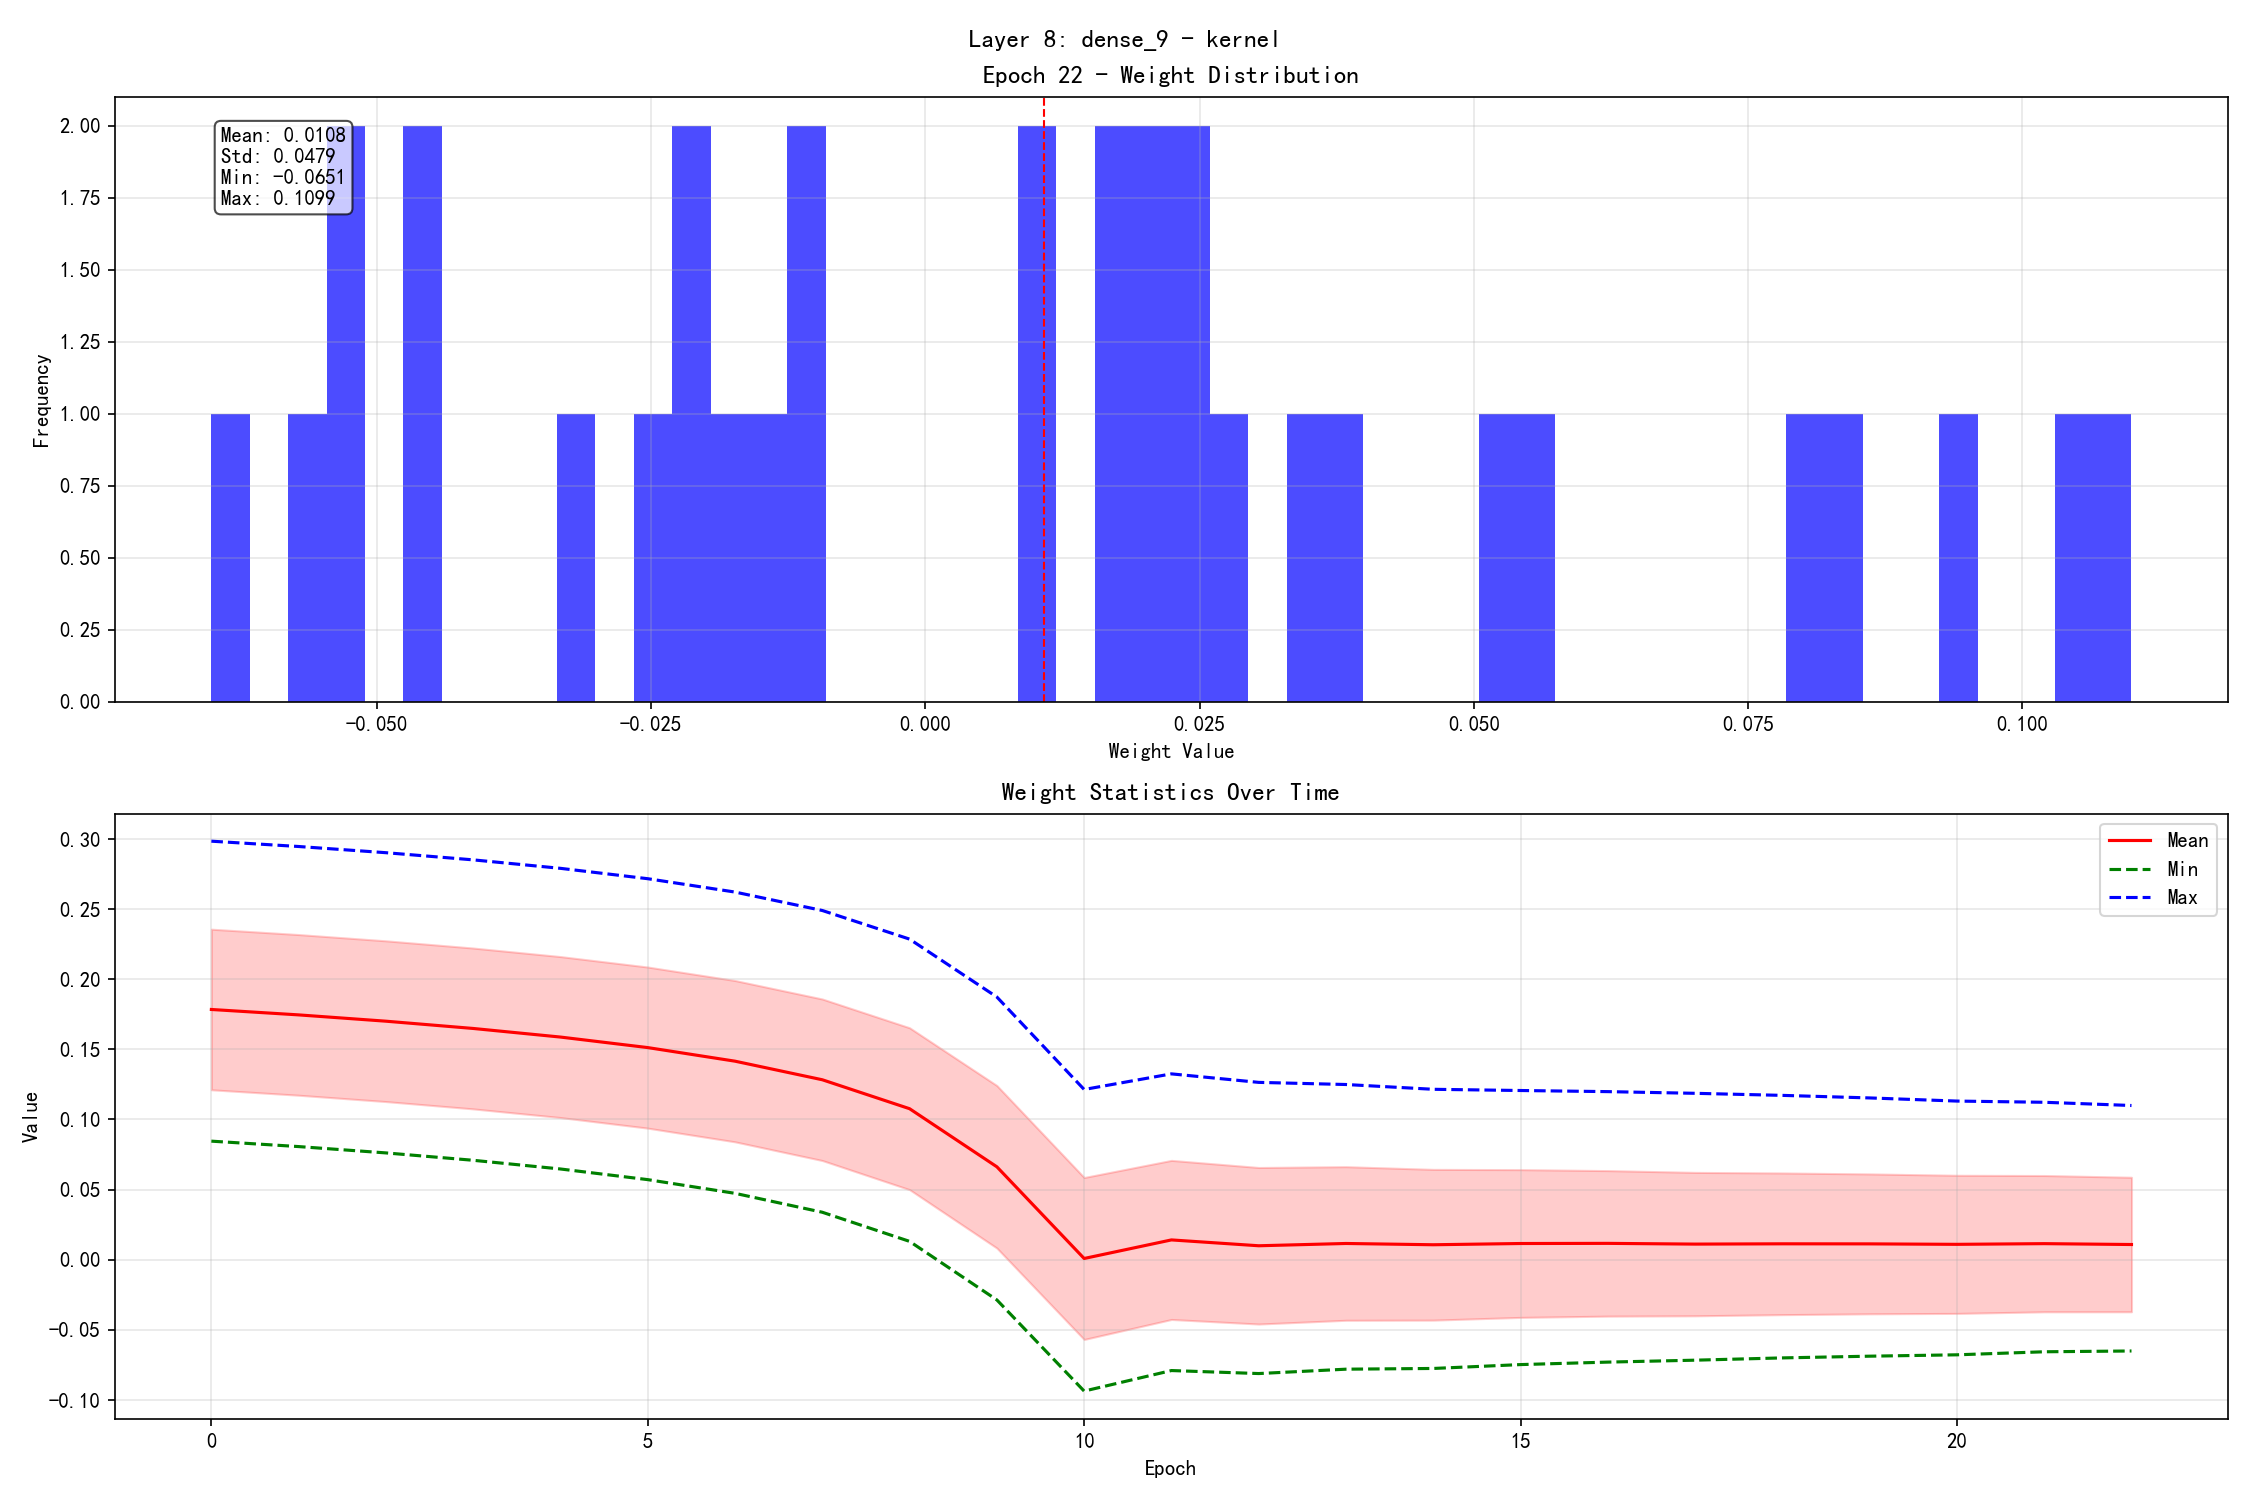 Layer 8: dense_9 - kernel
Epoch 22 - Weight Distribution
Mean: 0.0108
Std: 0.0479
Min: -0.0651
Max: 0.1099
2.00
1.75
1.50
1.25
1.00
0.75
0.50
0.25
0.00
Frequency
-0.050 -0.025 0.000 0.025 0.050 0.075 0.100
Weight Value
Weight Statistics Over Time
Mean
Min
Max
0.30
0.25
0.20
0.15
0.10
0.05
0.00
-0.05
-0.10
Value
0 5 10 15 20
Epoch